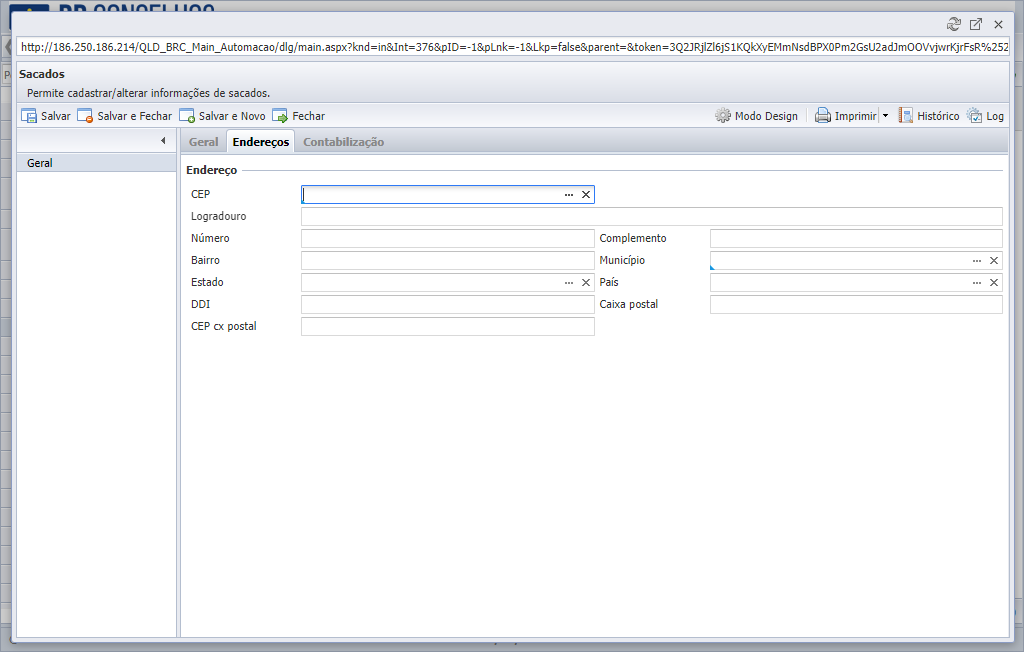 http://186.250.186.214/QLD_BRC_Main_Automacao/dlg/main.aspx?knd=in&Int=376&pID=-1&pLnk=-1&Lkp=false&parent=&token=3Q2JRjlZl6jS1KQkXyEMmNsdBPX0Pm2GsU2adJmOOVvjwrKjrFsR%252
Sacados
Permite cadastrar/alterar informações de sacados.
Salvar Salvar e Fechar Salvar e Novo Fechar Modo Design Imprimir Histórico Log
Geral Endereços Contabilização
Geral
Endereço
CEP
Logradouro
Número Complemento
Bairro Município
Estado País
DDI Caixa postal
CEP cx postal